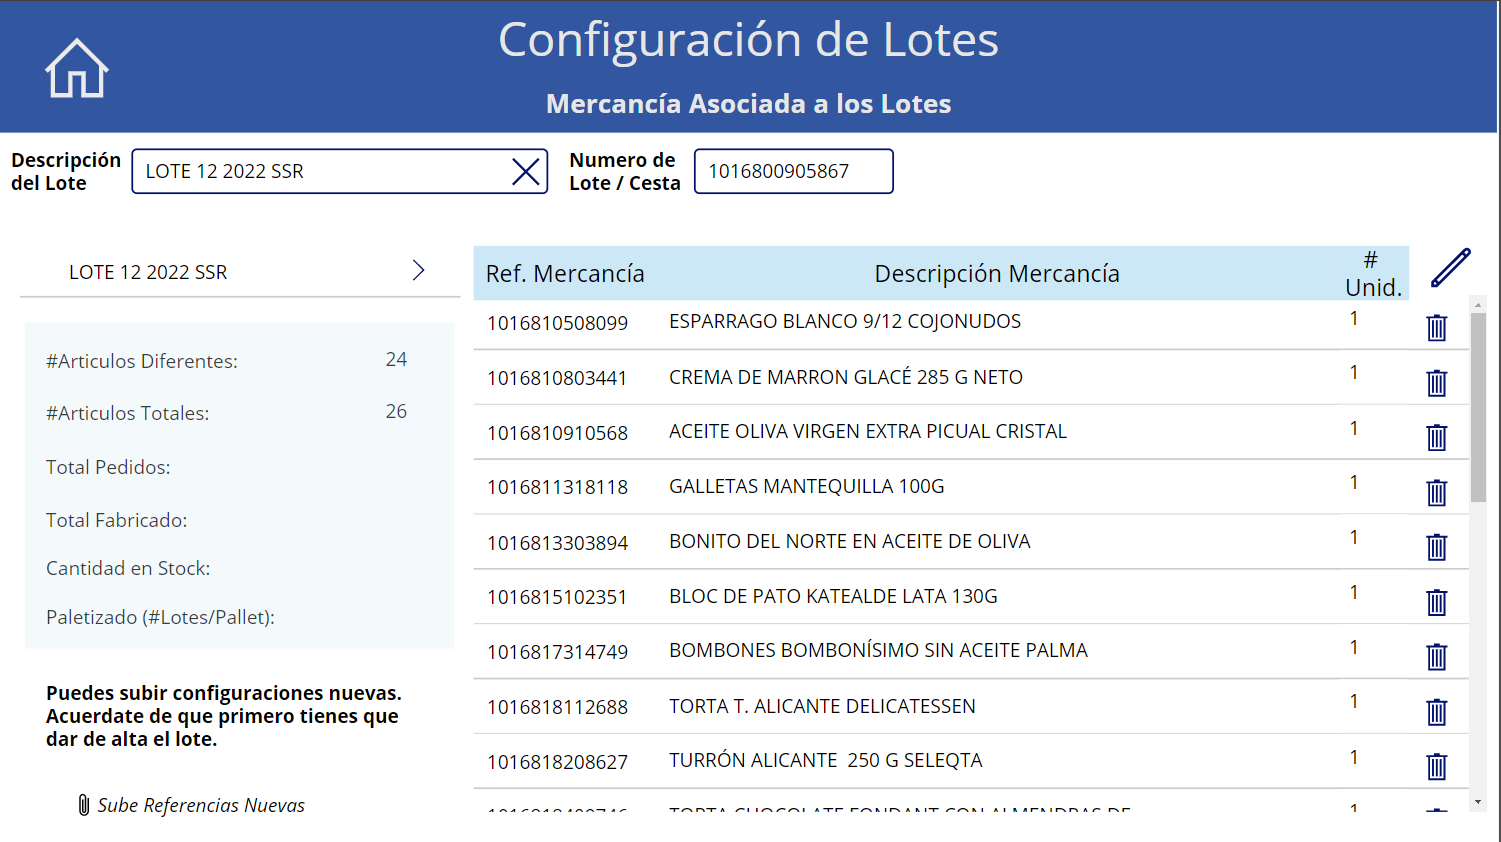 Configuración de Lotes
Mercancía Asociada a los Lotes
Descripción
del Lote
LOTE 12 2022 SSR
Numero de
Lote / Cesta
1016800905867
LOTE 12 2022 SSR
#Articulos Diferentes: 24
#Articulos Totales: 26
Total Pedidos:
Total Fabricado:
Cantidad en Stock:
Paletizado (#Lotes/Pallet):
Puedes subir configuraciones nuevas.
Acuerdate de que primero tienes que
dar de alta el lote.
Sube Referencias Nuevas
Ref. Mercancía Descripción Mercancía # Unid.
1016810508099 ESPARRAGO BLANCO 9/12 COJONUDOS 1
1016810803441 CREMA DE MARRON GLACÉ 285 G NETO 1
1016810910568 ACEITE OLIVA VIRGEN EXTRA PICUAL CRISTAL 1
1016811318118 GALLETAS MANTEQUILLA 100G 1
1016813303894 BONITO DEL NORTE EN ACEITE DE OLIVA 1
1016815102351 BLOC DE PATO KATEALDE LATA 130G 1
1016817314749 BOMBONES BOMBONÍSIMO SIN ACEITE PALMA 1
1016818112688 TORTA T. ALICANTE DELICATESSEN 1
1016818208627 TURRÓN ALICANTE  250 G SELEQTA 1
TORTA CHOCOLATE FONDANT CON ALMENDRAS DE 1